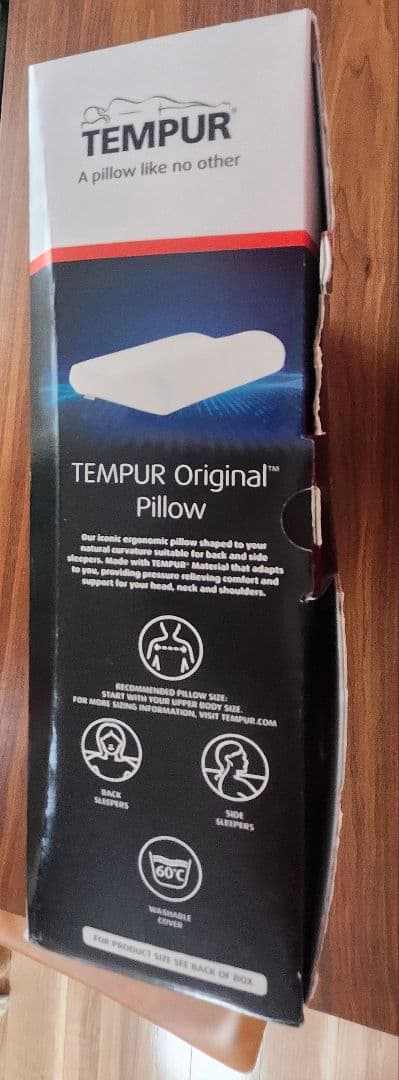 TEMPUR®
A pillow like no other
TEMPUR Original™
Pillow
Our iconic ergonomic pillow shaped to your
natural curvature suitable for back and side
sleepers. Made with TEMPUR® Material that adapts
to you, providing pressure relieving comfort and
support for your head, neck and shoulders.
RECOMMENDED PILLOW SIZE:
START WITH YOUR UPPER BODY SIZE.
FOR MORE SIZING INFORMATION, VISIT TEMPUR.COM
BACK
SLEEPERS
SIDE
SLEEPERS
60°C
WASHABLE
COVER
FOR PRODUCT SIZE SEE BACK OF BOX